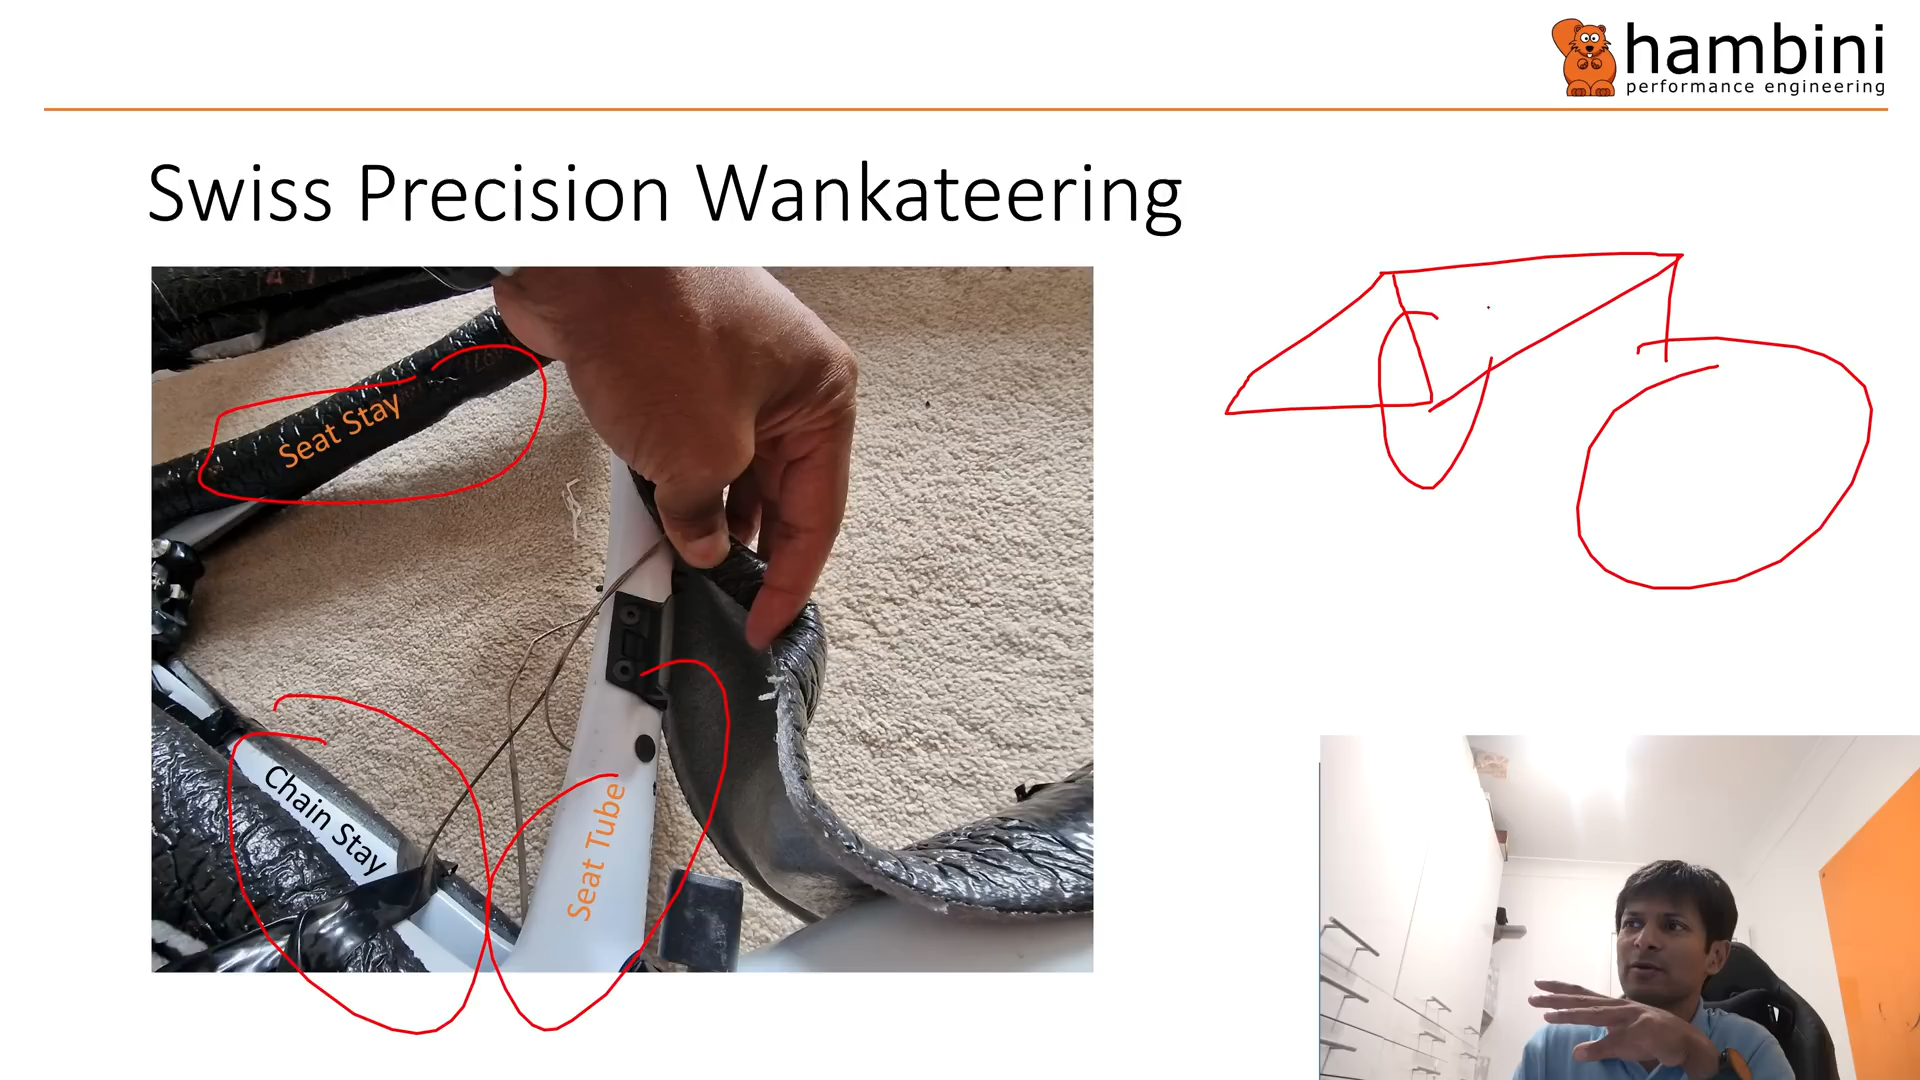 hambini
performance engineering
Swiss Precision Wankateering
Seat Stay
Chain Stay
Seat Tube